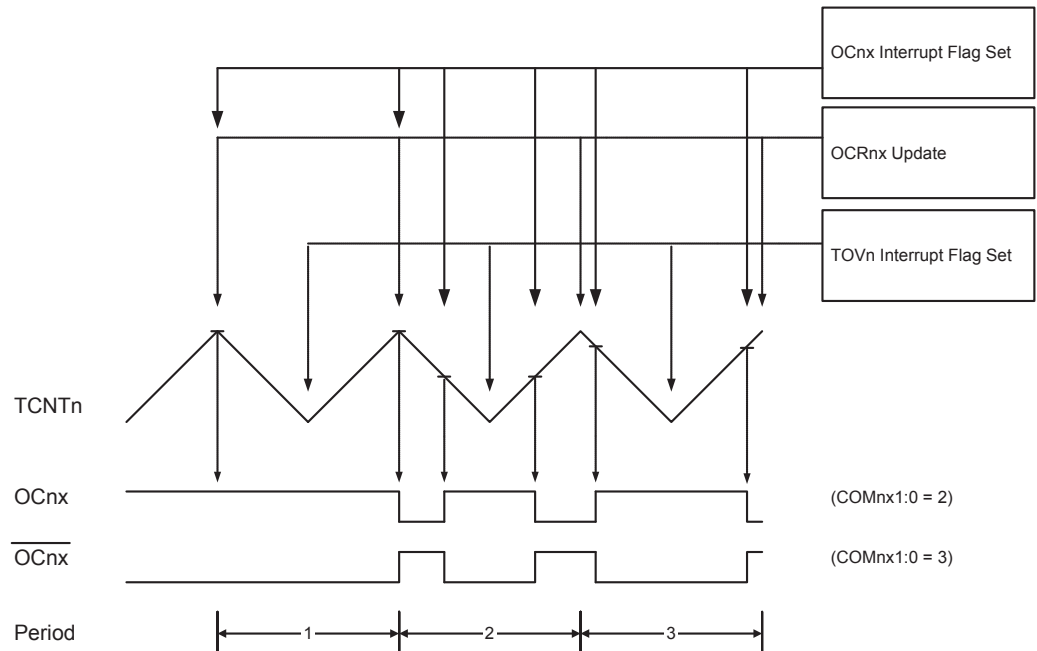 OCnx Interrupt Flag Set
OCRnx Update
TOVn Interrupt Flag Set
TCNTn
OCnx
(COMnx1:0 = 2)
OCnx
(COMnx1:0 = 3)
Period
1
2
3